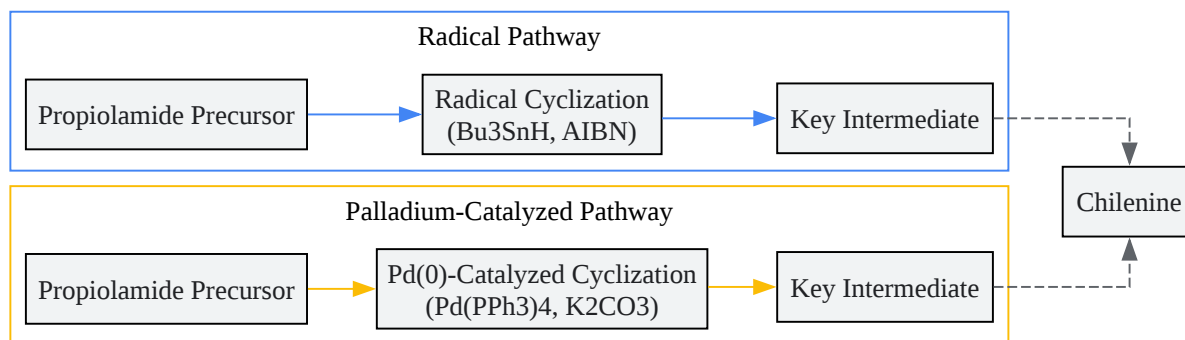 Radical Pathway
Propiolamide Precursor
Radical Cyclization
(Bu3SnH, AIBN)
Key Intermediate
Chilenine
Palladium-Catalyzed Pathway
Propiolamide Precursor
Pd(0)-Catalyzed Cyclization
(Pd(PPh3)4, K2CO3)
Key Intermediate